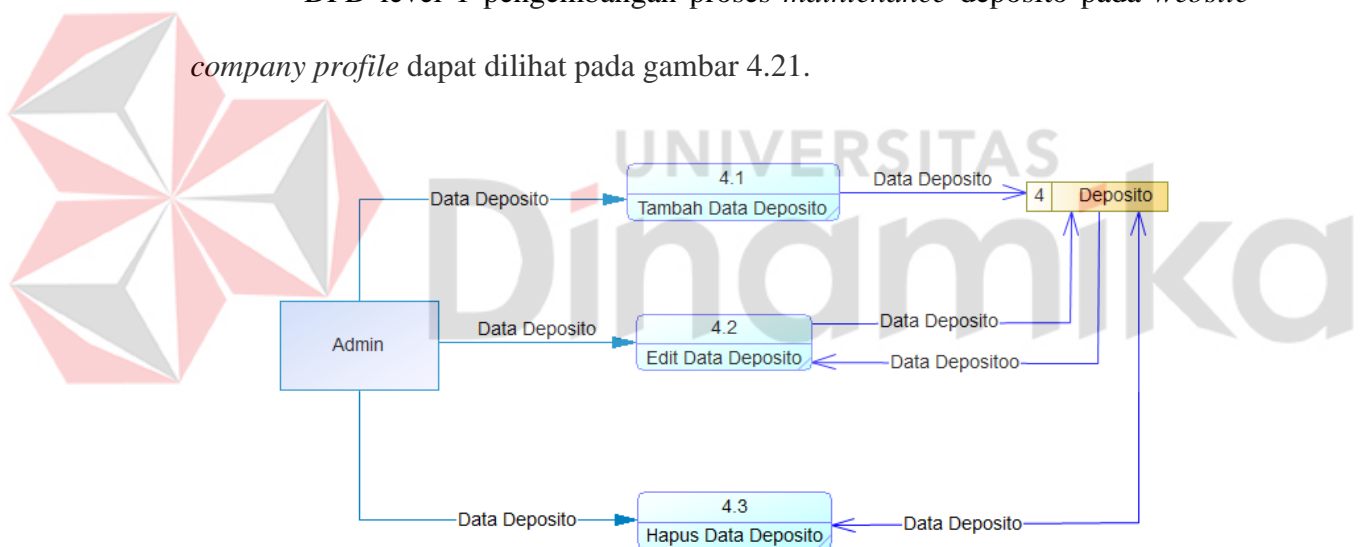 DFD level 1 pengembangan proses maintenance deposito pada website
company profile dapat dilihat pada gambar 4.21.
UNIVERSITAS
Dinamika
4.1
Data Deposito
Data Deposito
Tambah Data Deposito
4 Deposito
Admin
Data Deposito
4.2
Edit Data Deposito
Data Deposito
Data Depositoo
Data Deposito
4.3
Hapus Data Deposito
Data Deposito